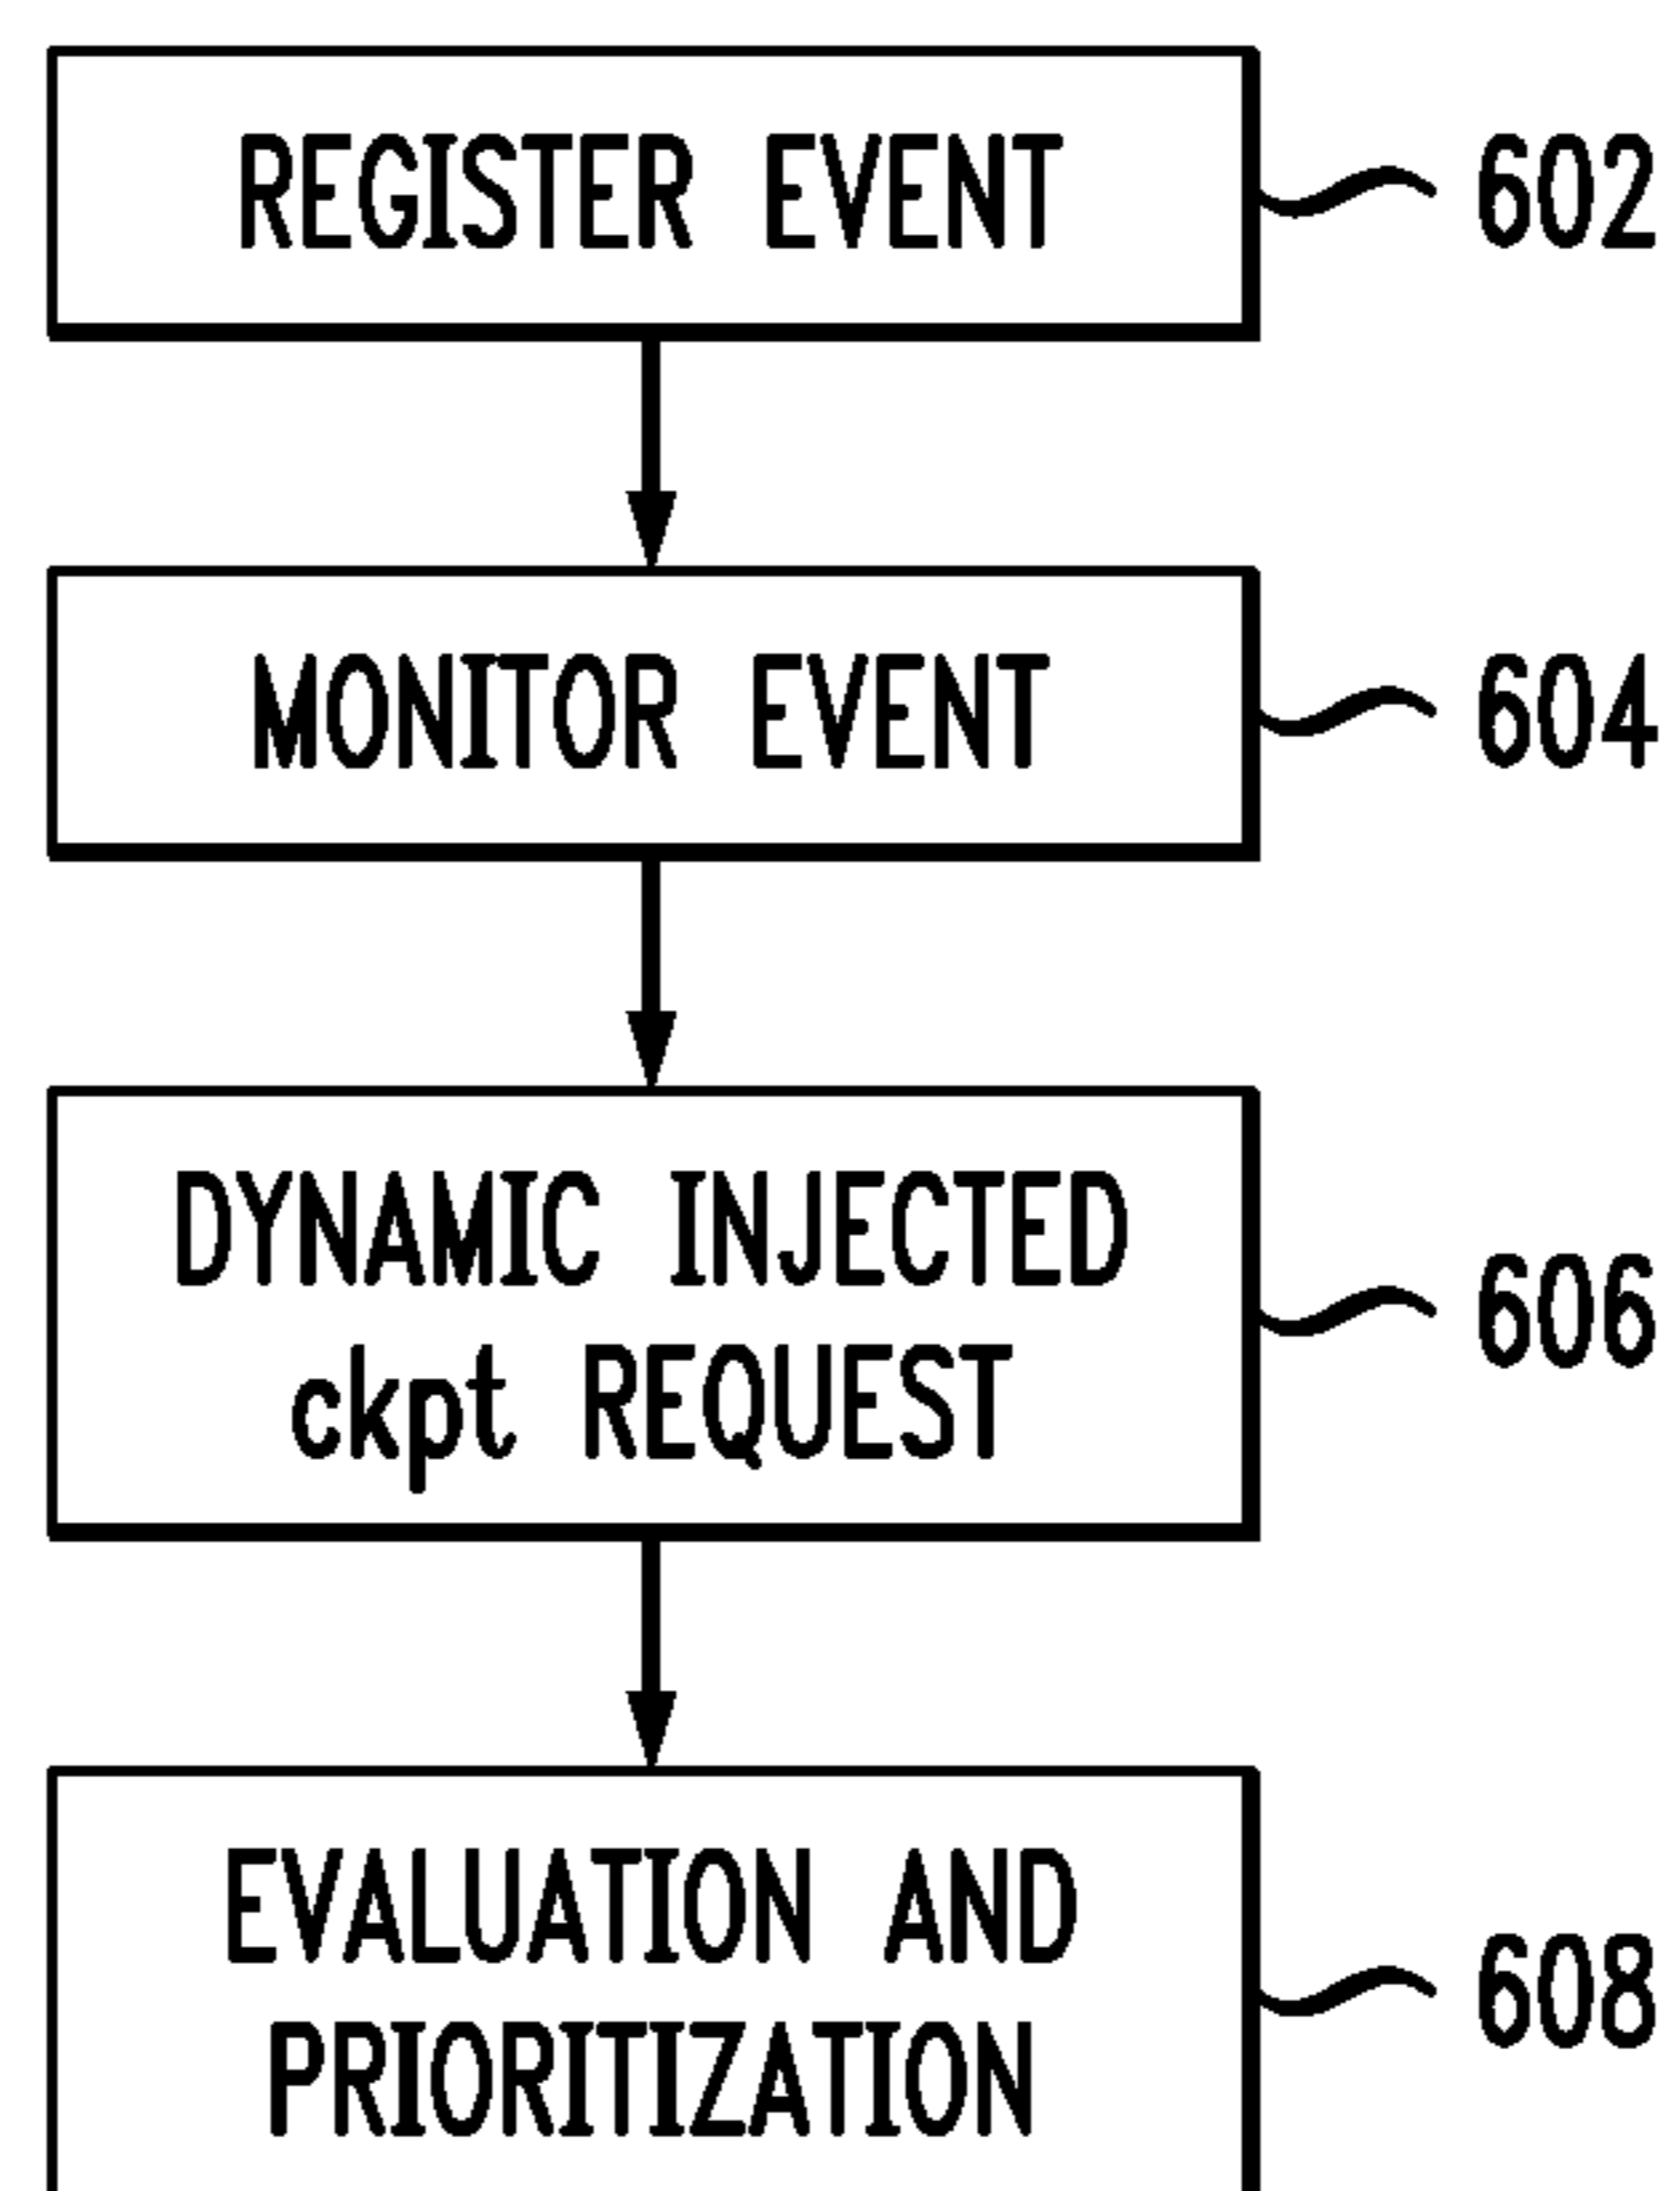 REGISTER EVENT
602
MONITOR EVENT
604
DYNAMIC INJECTED
ckpt REQUEST
606
EVALUATION AND
PRIORITIZATION
608